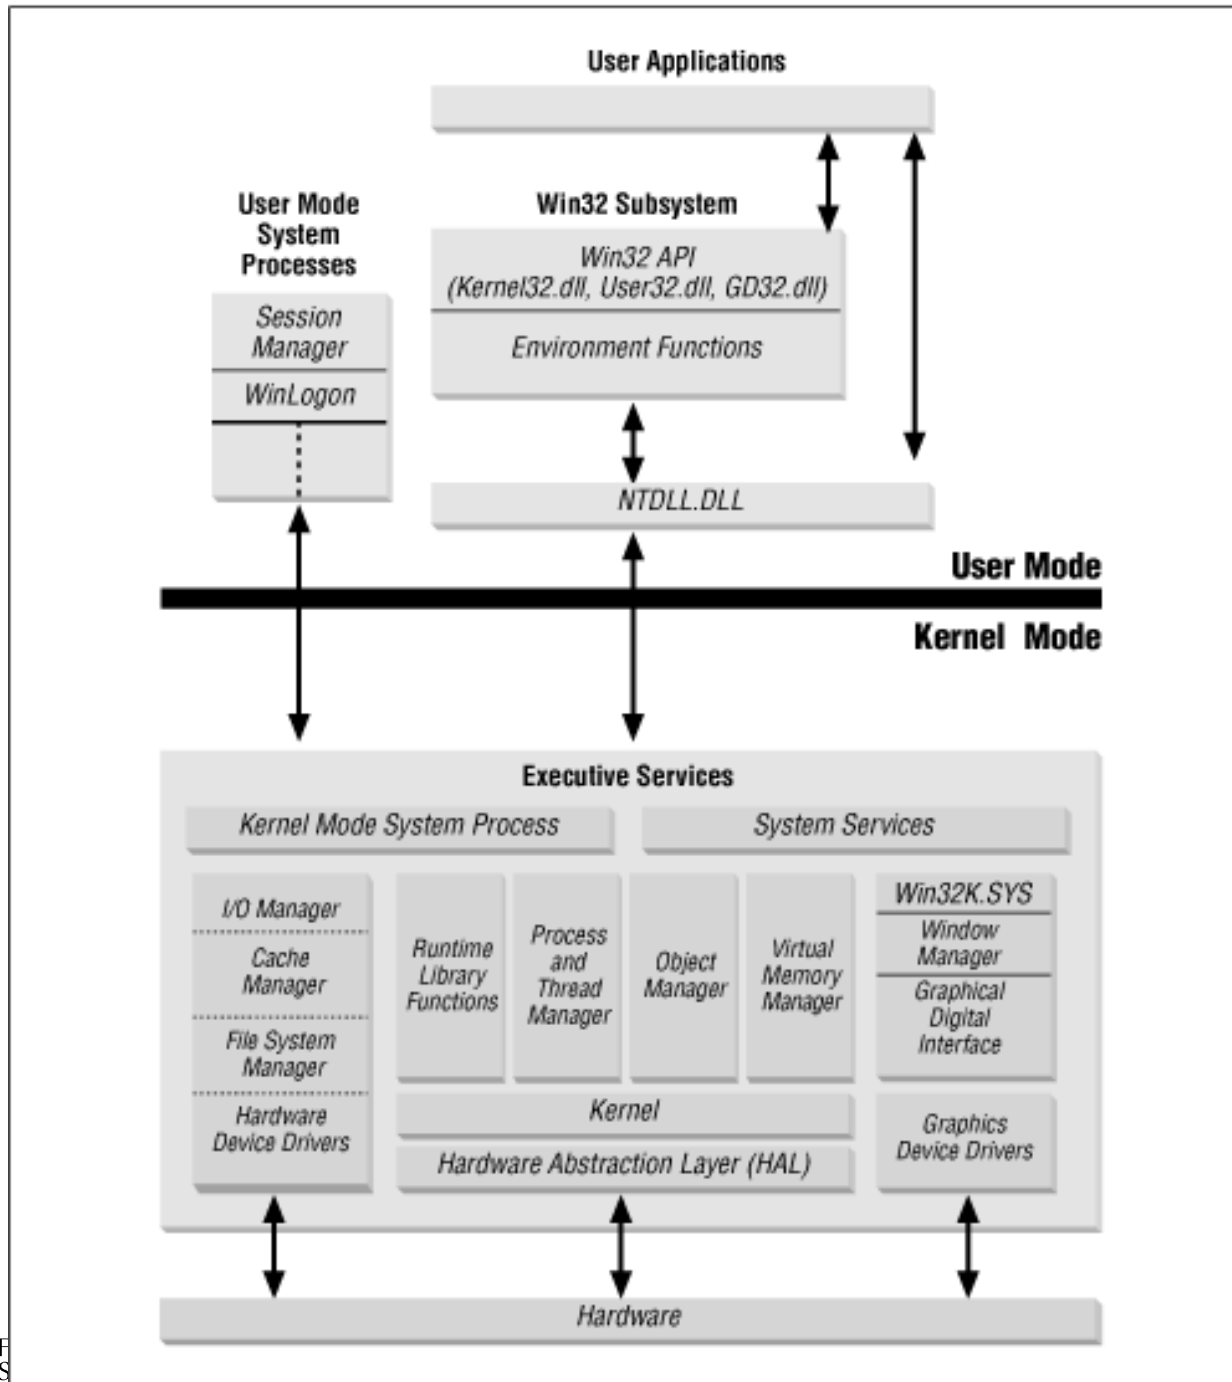 User Applications
User Mode
System
Processes
Session
Manager
WinLogon
Win32 Subsystem
Win32 API
(Kernel32.dll, User32.dll, GD32.dll)
Environment Functions
NTDLL.DLL
User Mode
Kernel Mode
Executive Services
Kernel Mode System Process
System Services
I/O Manager
Cache
Manager
File System
Manager
Hardware
Device Drivers
Runtime
Library
Functions
Process
and
Thread
Manager
Object
Manager
Virtual
Memory
Manager
Win32K.SYS
Window
Manager
Graphical
Digital
Interface
Kernel
Hardware Abstraction Layer (HAL)
Graphics
Device Drivers
Hardware